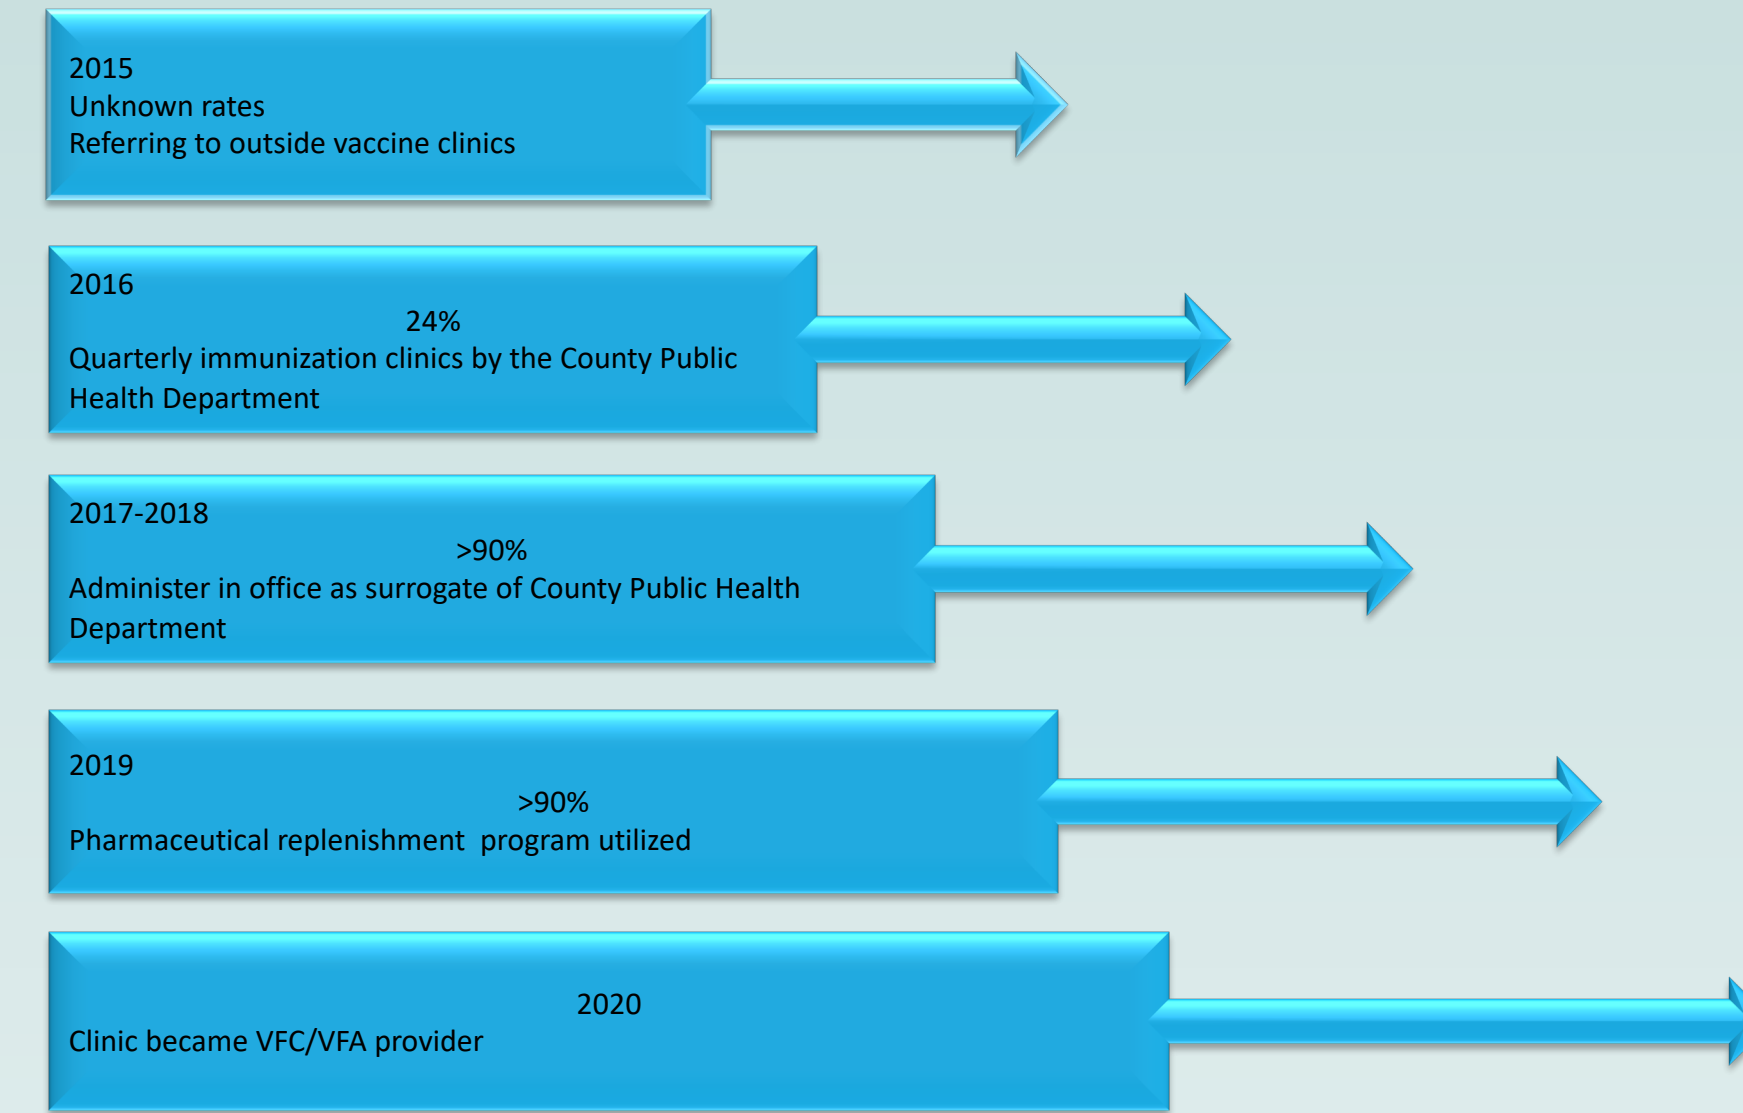 2015
Unknown rates
Referring to outside vaccine clinics
2016
24%
Quarterly immunization clinics by the County Public
Health Department
2017-2018
>90%
Administer in office as surrogate of County Public Health
Department
2019
>90%
Pharmaceutical replenishment  program utilized
2020
Clinic became VFC/VFA provider